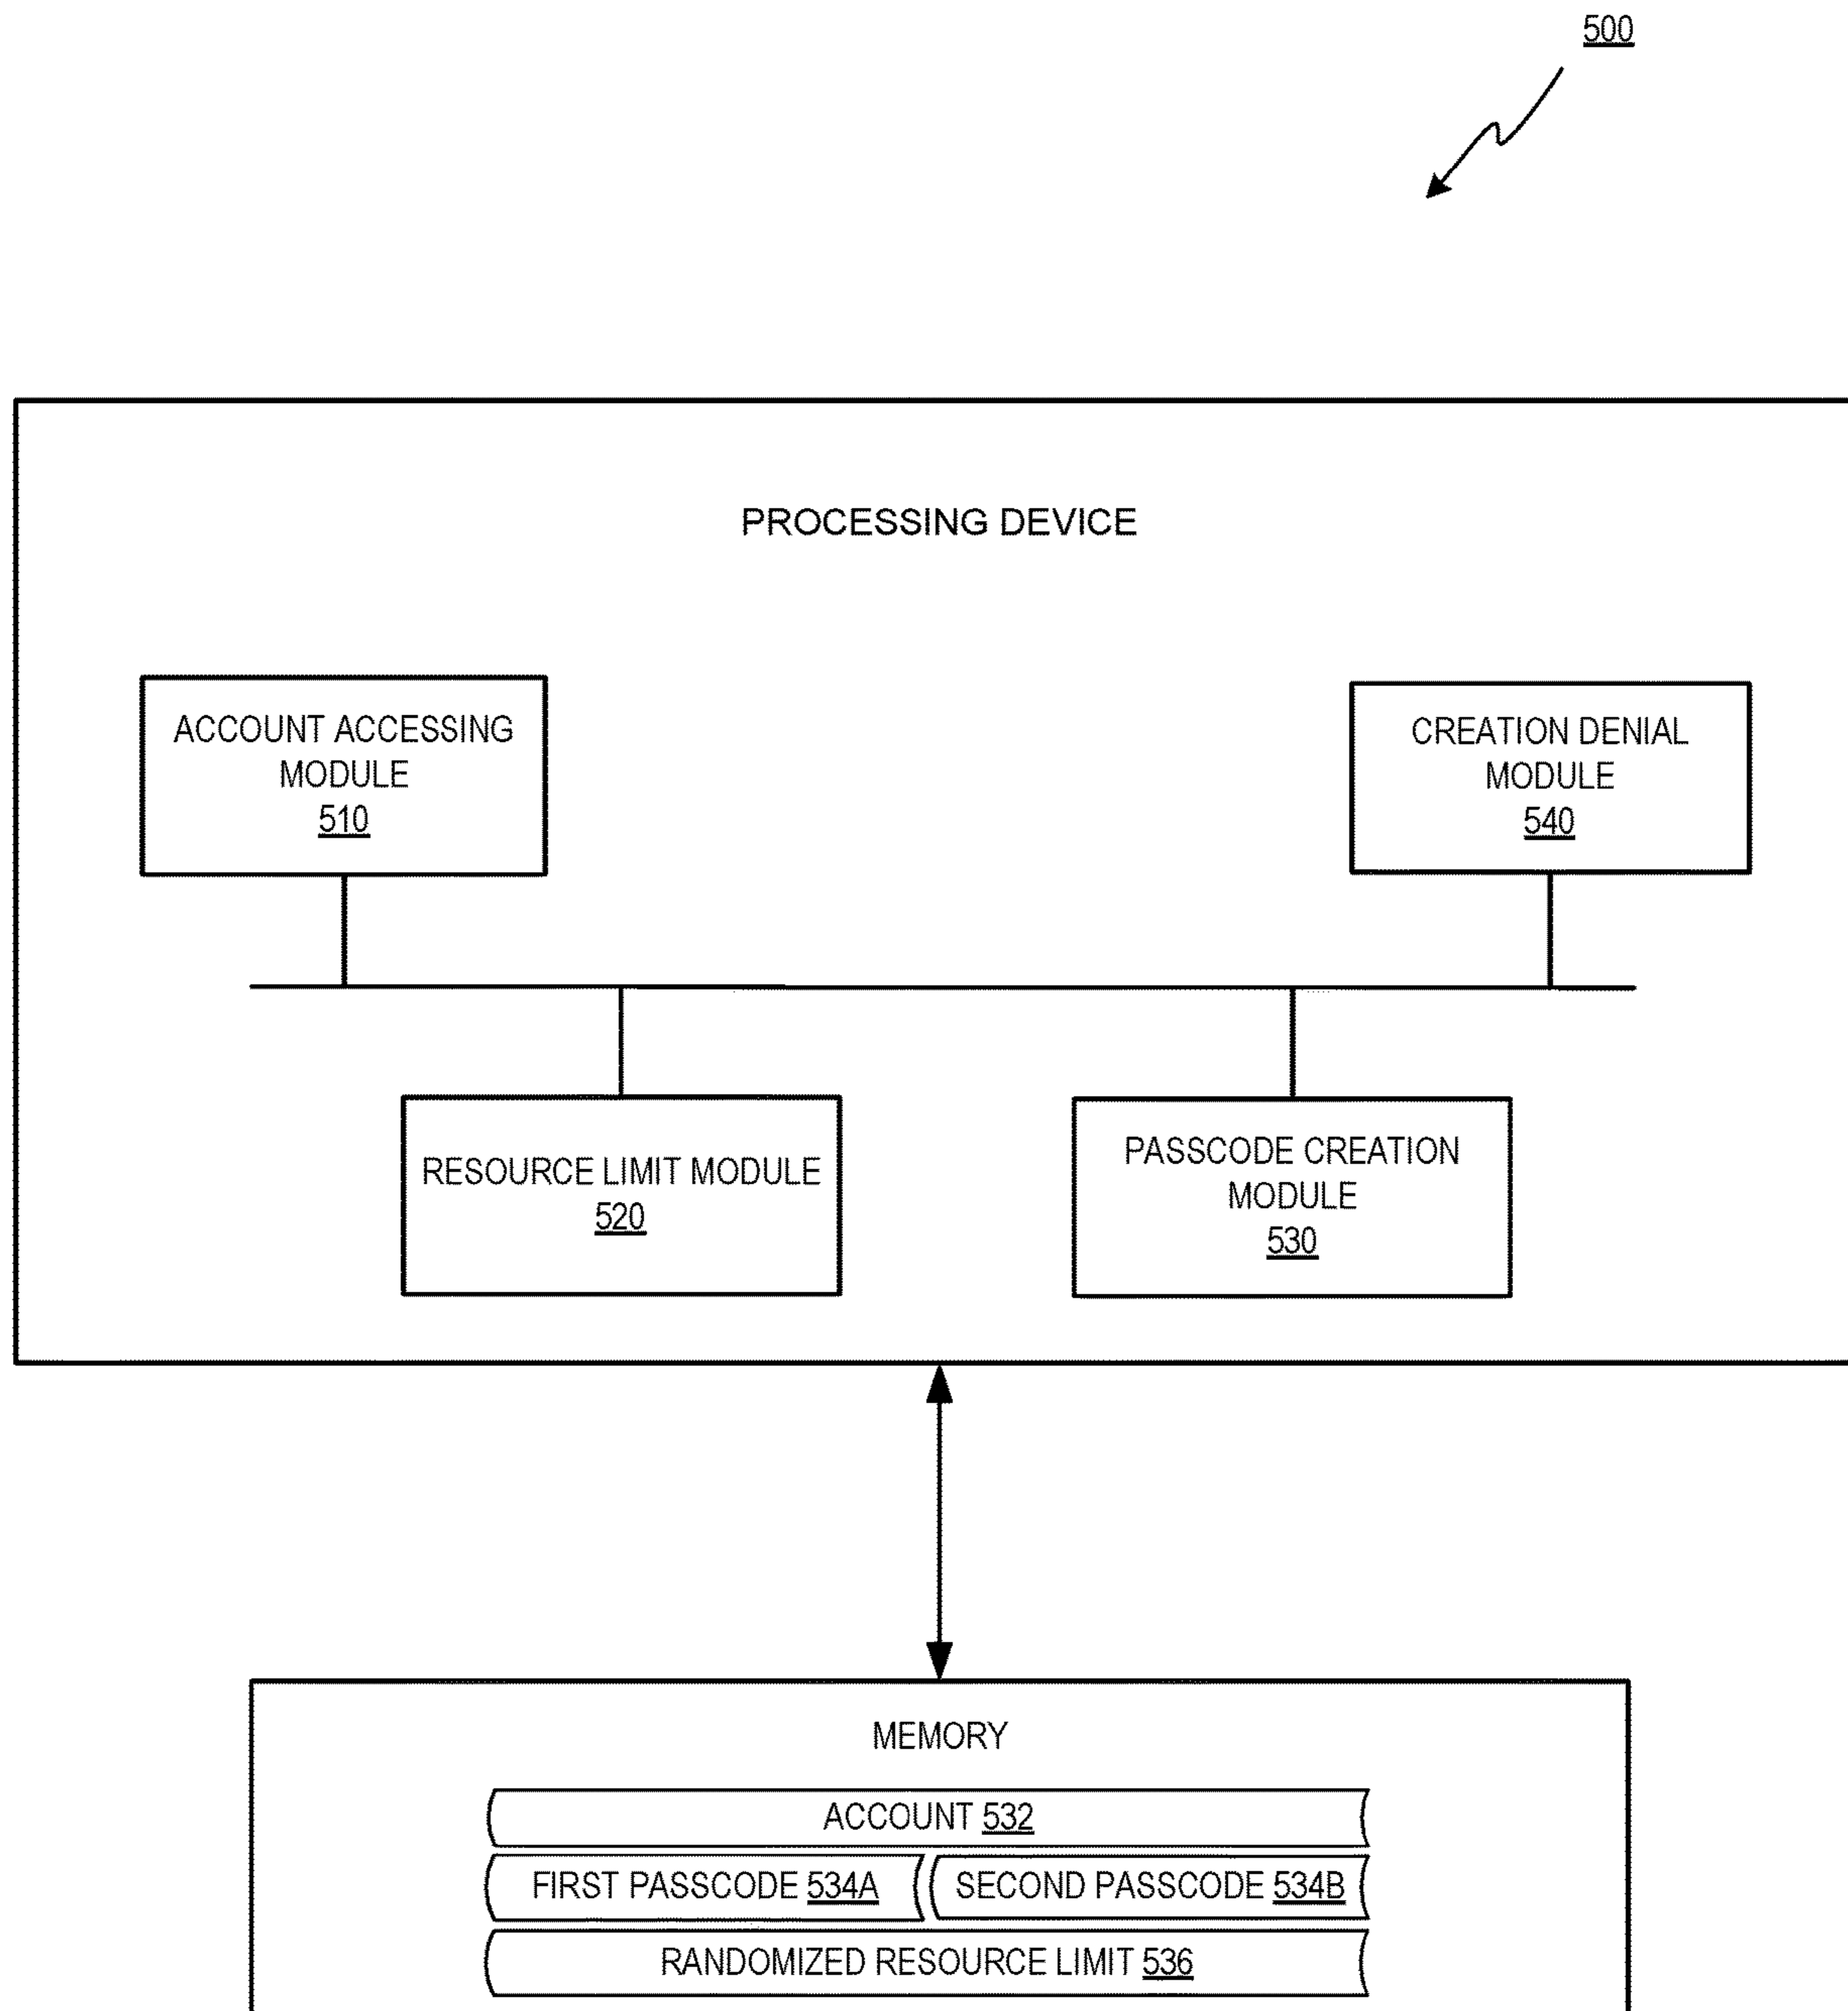 500
PROCESSING DEVICE
ACCOUNT ACCESSING
MODULE
510
CREATION DENIAL
MODULE
540
RESOURCE LIMIT MODULE
520
PASSCODE CREATION
MODULE
530
MEMORY
ACCOUNT 532
FIRST PASSCODE 534A
SECOND PASSCODE 534B
RANDOMIZED RESOURCE LIMIT 536